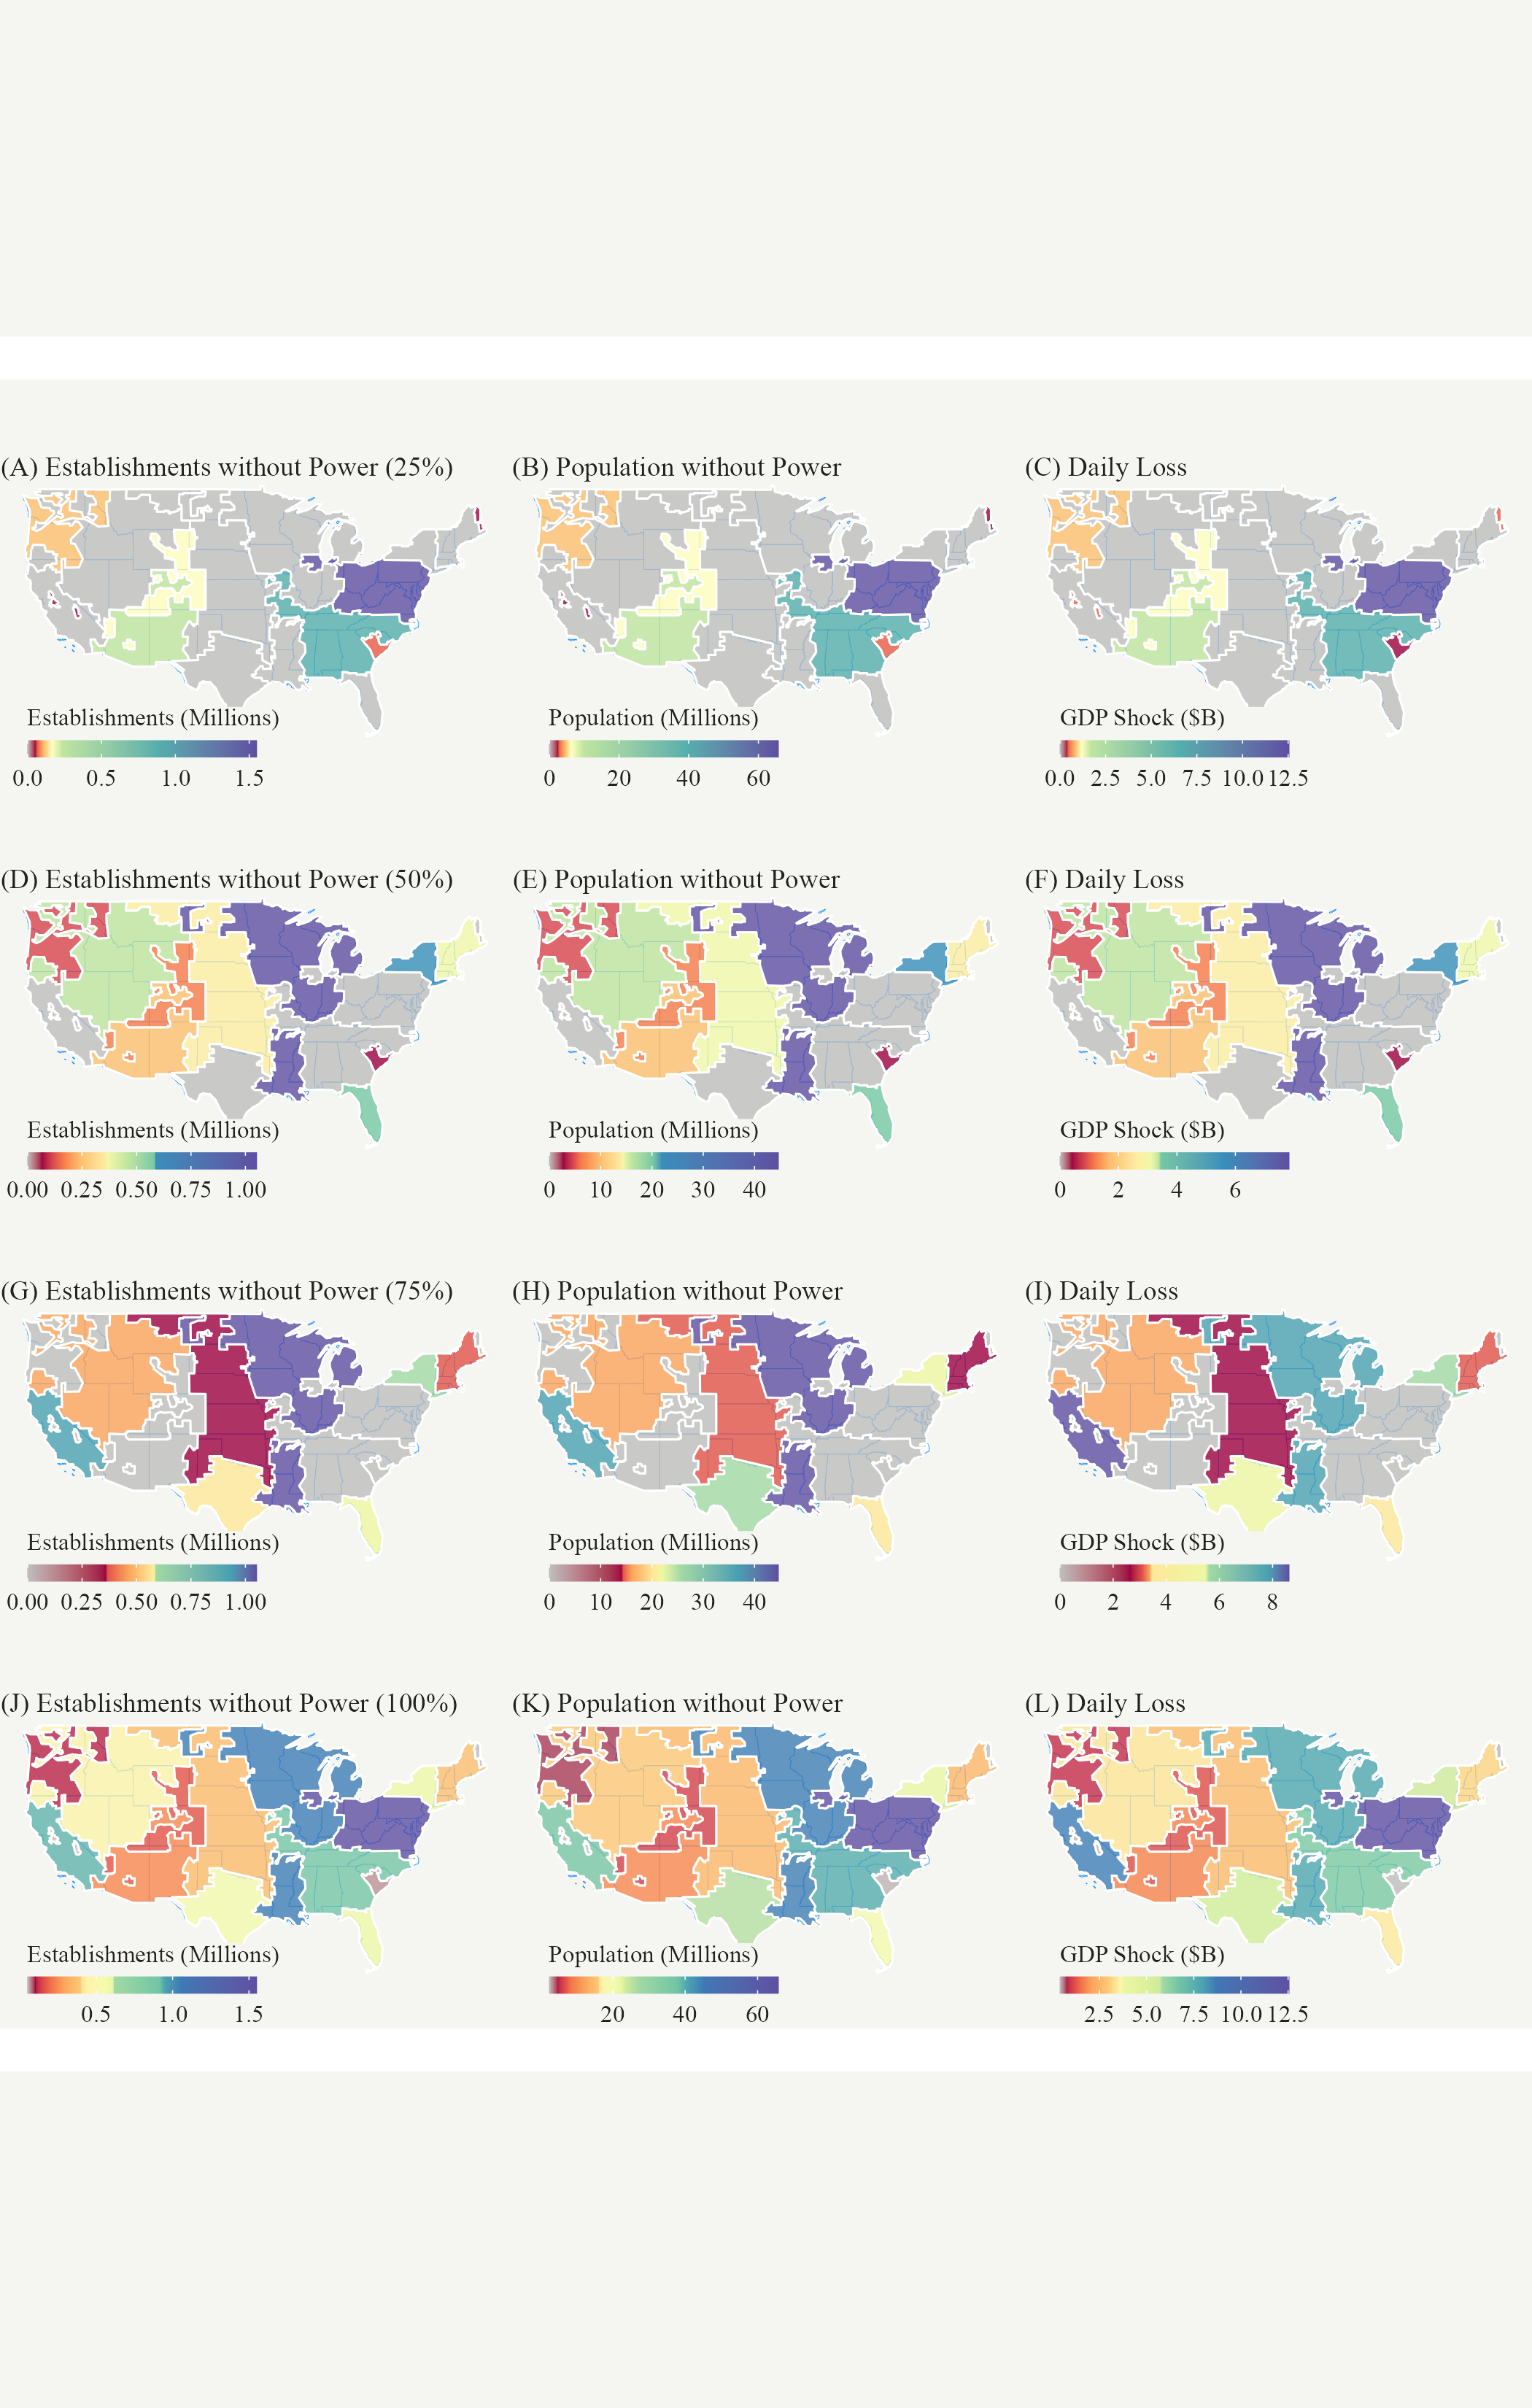 (A) Establishments without Power (25%)
(B) Population without Power
(C) Daily Loss
Establishments (Millions)
Population (Millions)
GDP Shock ($B)
0.0 0.5 1.0 1.5
0 20 40 60
0.0 2.5 5.0 7.5 10.0 12.5
(D) Establishments without Power (50%)
(E) Population without Power
(F) Daily Loss
Establishments (Millions)
Population (Millions)
GDP Shock ($B)
0.00 0.25 0.50 0.75 1.00
0 10 20 30 40
0 2 4 6
(G) Establishments without Power (75%)
(H) Population without Power
(I) Daily Loss
Establishments (Millions)
Population (Millions)
GDP Shock ($B)
0.00 0.25 0.50 0.75 1.00
0 10 20 30 40
0 2 4 6 8
(J) Establishments without Power (100%)
(K) Population without Power
(L) Daily Loss
Establishments (Millions)
Population (Millions)
GDP Shock ($B)
0.5 1.0 1.5
20 40 60
2.5 5.0 7.5 10.0 12.5